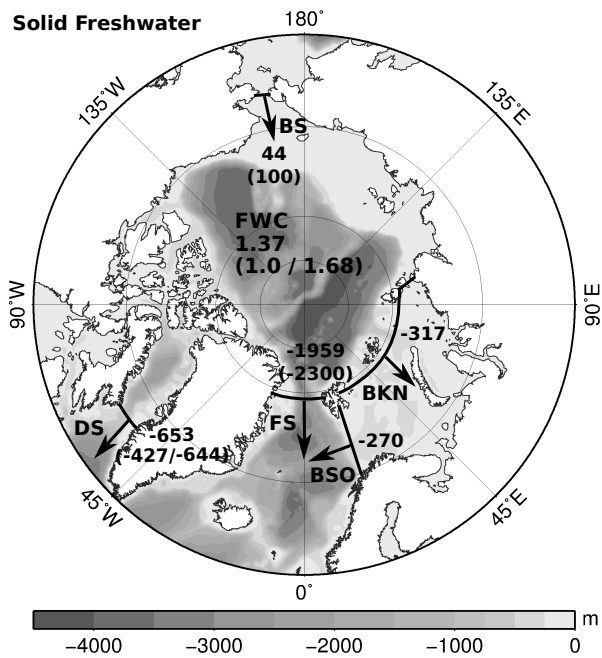 Solid Freshwater
180°
135°W
135°E
BS
44
(100)
FWC
1.37
(1.0 / 1.68)
90°W
90°E
-317
-1959
(-2300)
BKN
FS
DS
-653
(-427/-644)
-270
BSO
45°W
45°E
0°
m
−4000
−3000
−2000
−1000
0